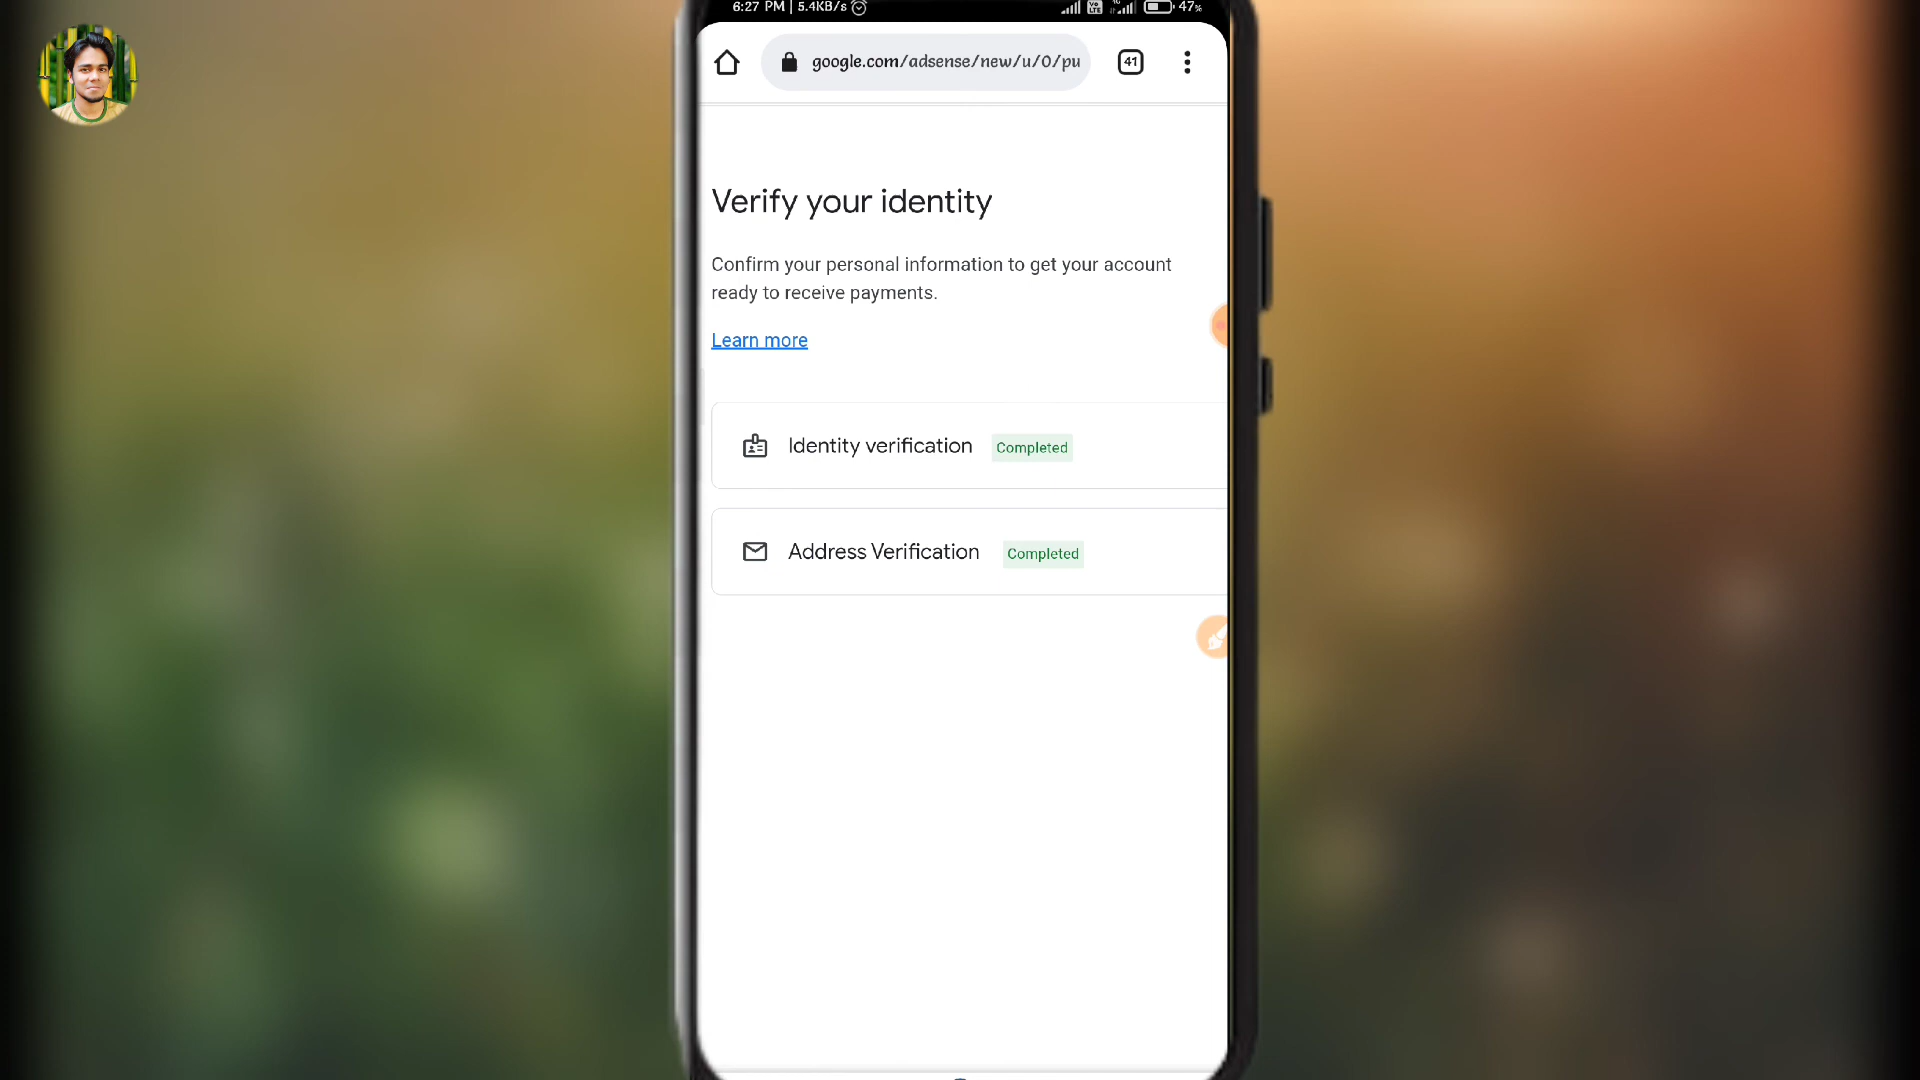 6:27 PM | 5.4KB/s 47%
google.com/adsense/new/u/0/pu 41
Verify your identity
Confirm your personal information to get your account
ready to receive payments.
Learn more
Identity verification Completed
Address Verification Completed